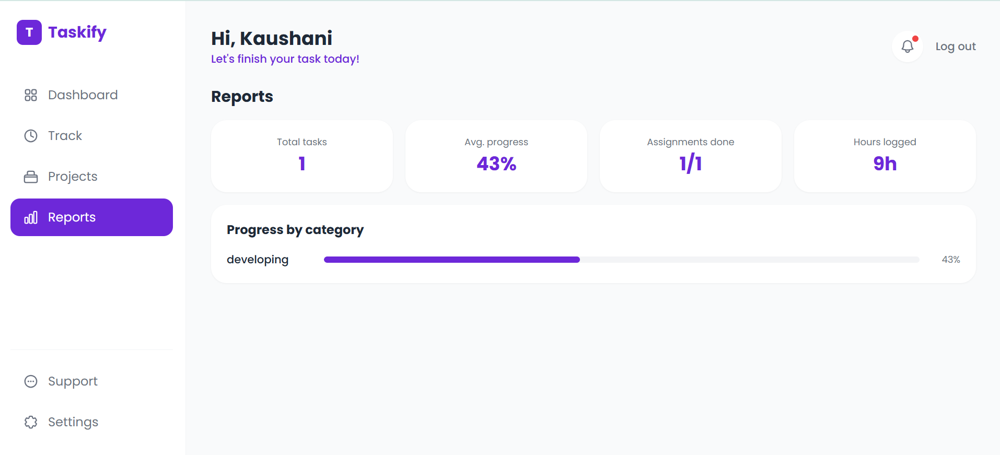 T Taskify
Dashboard
Track
Projects
Reports
Support
Settings
Hi, Kaushani
Let's finish your task today!
Log out
Reports
Total tasks
1
Avg. progress
43%
Assignments done
1/1
Hours logged
9h
Progress by category
developing 43%